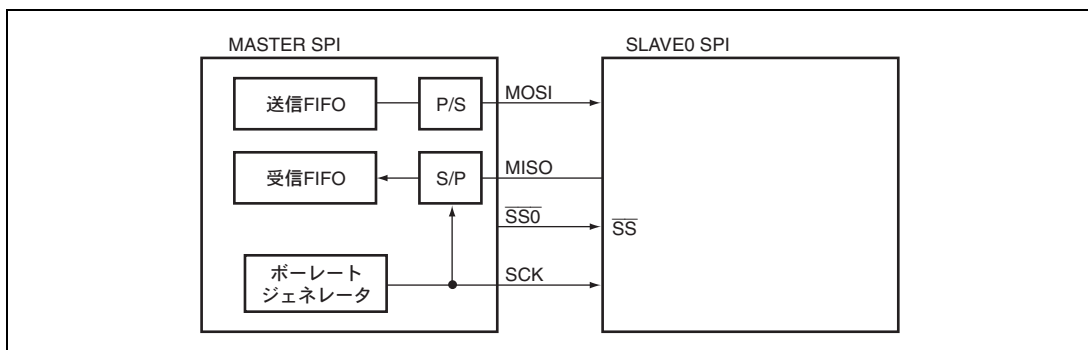 MASTER SPI
SLAVE0 SPI
送信FIFO
P/S
MOSI
受信FIFO
S/P
MISO
SS0
SS
ボーレート
ジェネレータ
SCK